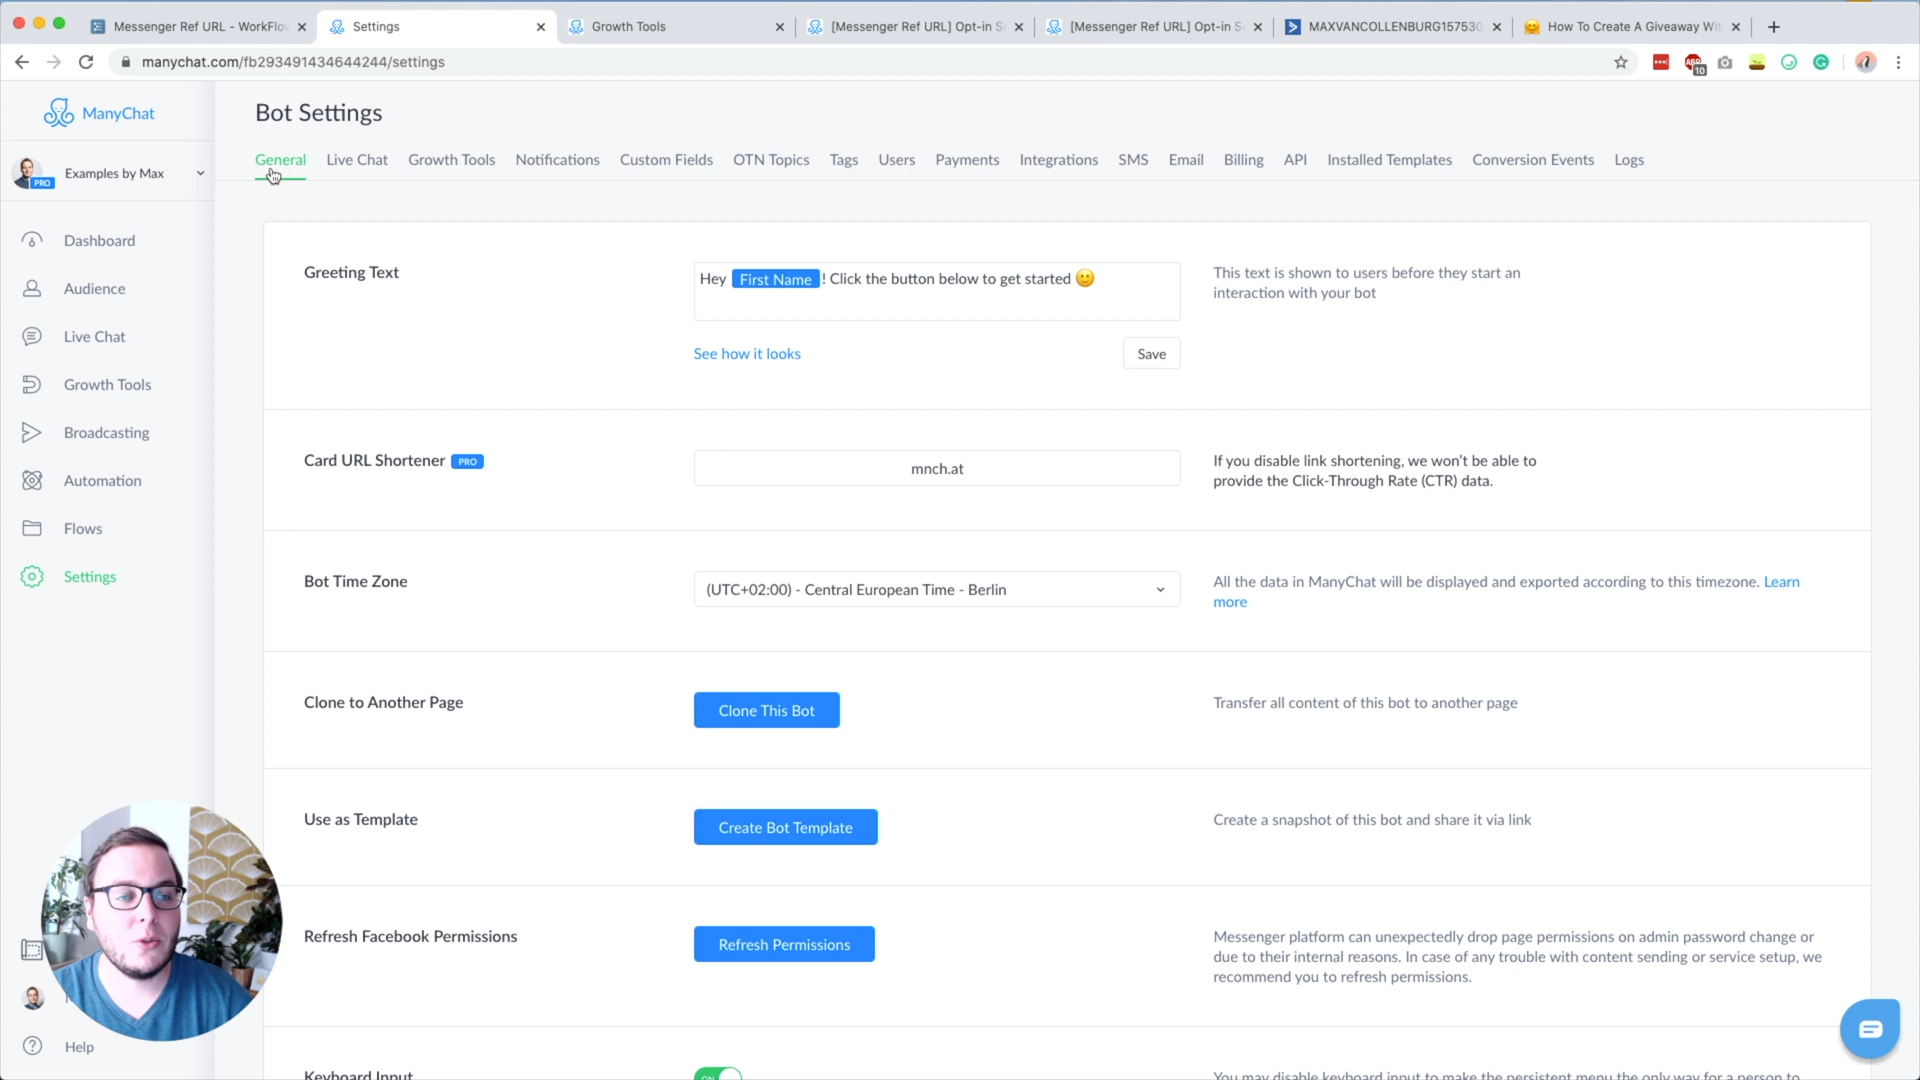 Messenger Ref URL - WorkFlow
Settings
Growth Tools
[Messenger Ref URL] Opt-in S
[Messenger Ref URL] Opt-in S
MAXVANCOLLENBURG157530
How To Create A Giveaway Wit
manychat.com/fb293491434644244/settings
10
ManyChat
Bot Settings
Examples by Max
PRO
General
Live Chat
Growth Tools
Notifications
Custom Fields
OTN Topics
Tags
Users
Payments
Integrations
SMS
Email
Billing
API
Installed Templates
Conversion Events
Logs
Dashboard
Audience
Live Chat
Growth Tools
Broadcasting
Automation
Flows
Settings
Help
Greeting Text
Hey First Name ! Click the button below to get started 🙂
This text is shown to users before they start an
interaction with your bot
See how it looks
Save
Card URL Shortener PRO
mnch.at
If you disable link shortening, we won't be able to
provide the Click-Through Rate (CTR) data.
Bot Time Zone
(UTC+02:00) - Central European Time - Berlin
All the data in ManyChat will be displayed and exported according to this timezone. Learn
more
Clone to Another Page
Clone This Bot
Transfer all content of this bot to another page
Use as Template
Create Bot Template
Create a snapshot of this bot and share it via link
Refresh Facebook Permissions
Refresh Permissions
Messenger platform can unexpectedly drop page permissions on admin password change or
due to their internal reasons. In case of any trouble with content sending or service setup, we
recommend you to refresh permissions.
Keyboard Input
ON
You may disable keyboard input to make the persistent menu the only way for a person to